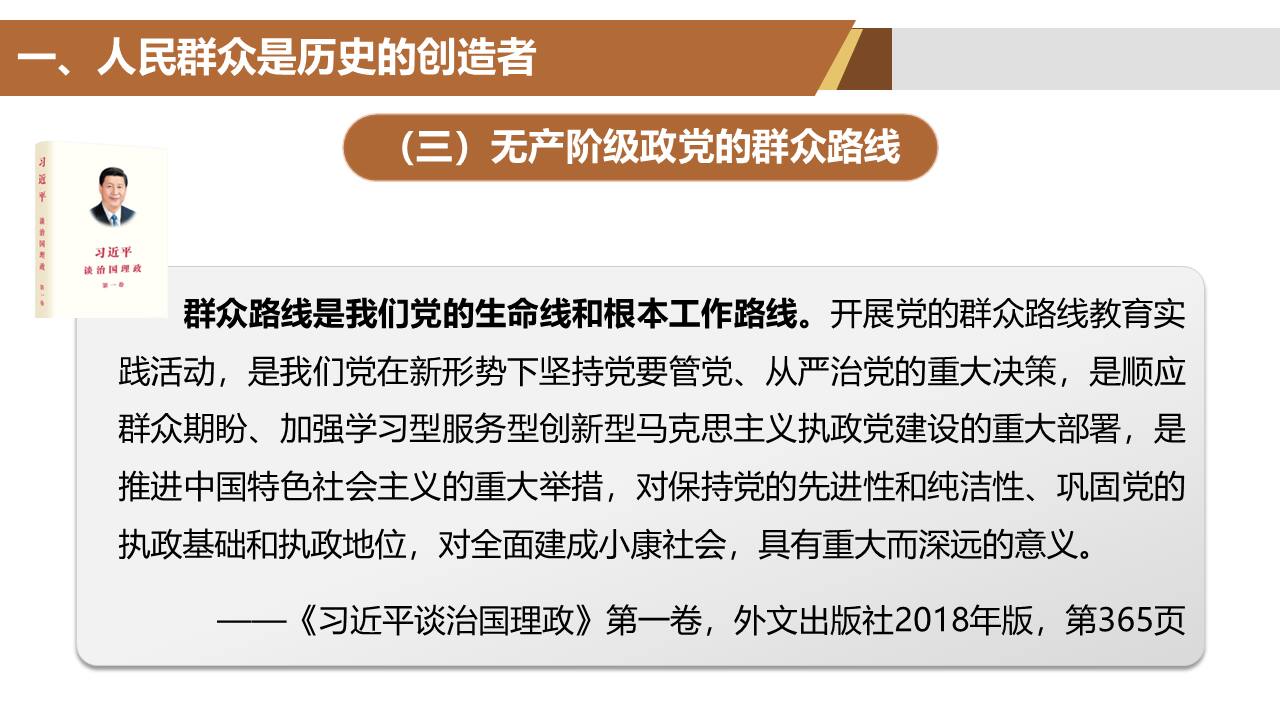 一、人民群众是历史的创造者
（三）无产阶级政党的群众路线
习近平 谈治国理政 第一卷
习近平
谈治国理政
第一卷
群众路线是我们党的生命线和根本工作路线。开展党的群众路线教育实
践活动，是我们党在新形势下坚持党要管党、从严治党的重大决策，是顺应
群众期盼、加强学习型服务型创新型马克思主义执政党建设的重大部署，是
推进中国特色社会主义的重大举措，对保持党的先进性和纯洁性、巩固党的
执政基础和执政地位，对全面建成小康社会，具有重大而深远的意义。
——《习近平谈治国理政》第一卷，外文出版社2018年版，第365页